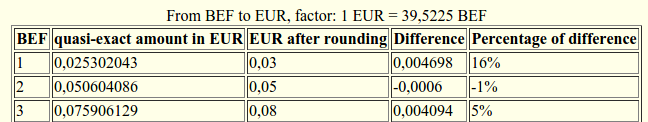 From BEF to EUR, factor: 1 EUR = 39,5225 BEF
BEF quasi-exact amount in EUR EUR after rounding Difference Percentage of difference
1 0,025302043 0,03 0,004698 16%
2 0,050604086 0,05 -0,0006 -1%
3 0,075906129 0,08 0,004094 5%